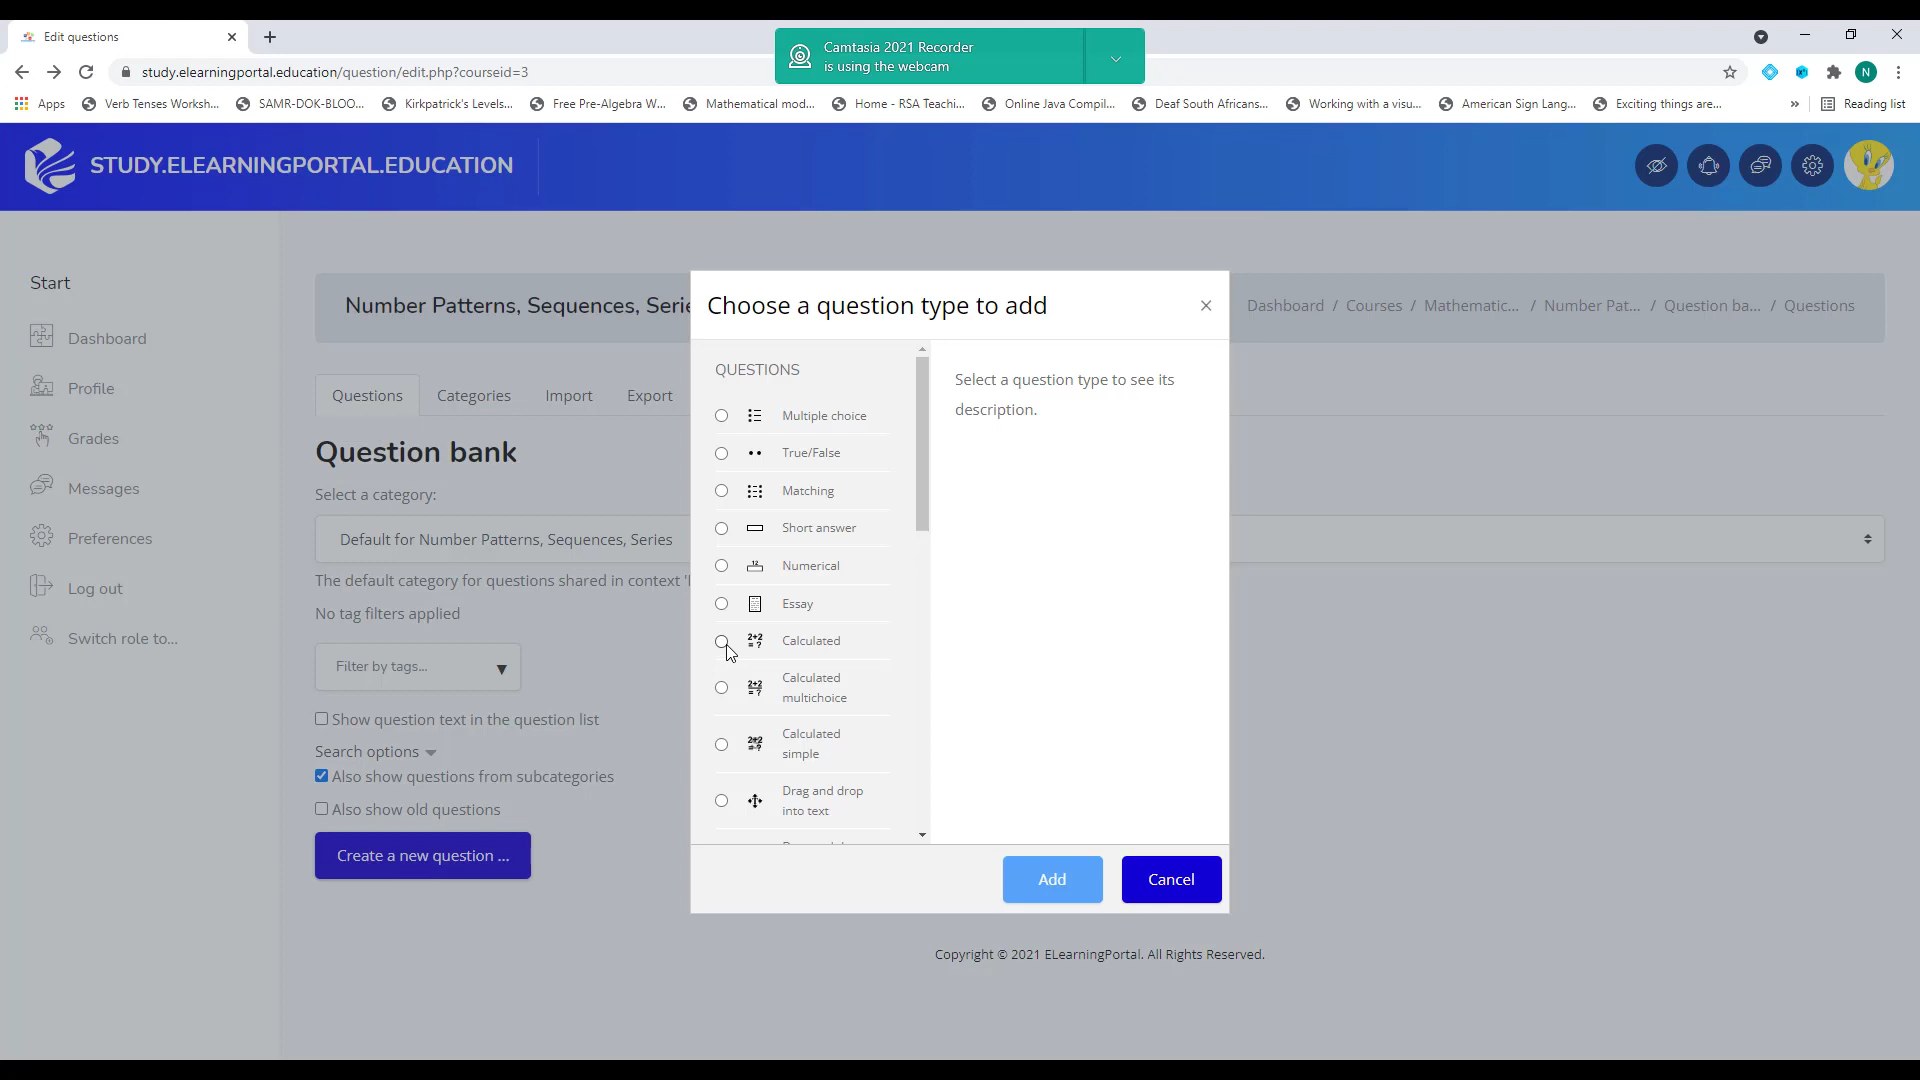 Edit questions
Camtasia 2021 Recorder
is using the webcam
study.elearningportal.education/question/edit.php?courseid=3
N
Apps
Verb Tenses Worksh...
SAMR-DOK-BLOO...
Kirkpatrick's Levels...
Free Pre-Algebra W...
Mathematical mod...
Home - RSA Teachi...
Online Java Compil...
Deaf South Africans...
Working with a visu...
American Sign Lang...
Exciting things are...
»
Reading list
STUDY.ELEARNINGPORTAL.EDUCATION
Start
Dashboard
Profile
Grades
Messages
Preferences
Log out
Switch role to...
Number Patterns, Sequences, Serie
Dashboard / Courses / Mathematic... / Number Pat... / Question ba... / Questions
Questions
Categories
Import
Export
Question bank
Select a category:
Default for Number Patterns, Sequences, Series
The default category for questions shared in context '
No tag filters applied
Filter by tags...
Show question text in the question list
Search options
Also show questions from subcategories
Also show old questions
Create a new question ...
Choose a question type to add
QUESTIONS
Multiple choice
True/False
Matching
Short answer
Numerical
Essay
Calculated
Calculated
multichoice
Calculated
simple
Drag and drop
into text
Select a question type to see its
description.
Add
Cancel
Copyright © 2021 ELearningPortal. All Rights Reserved.